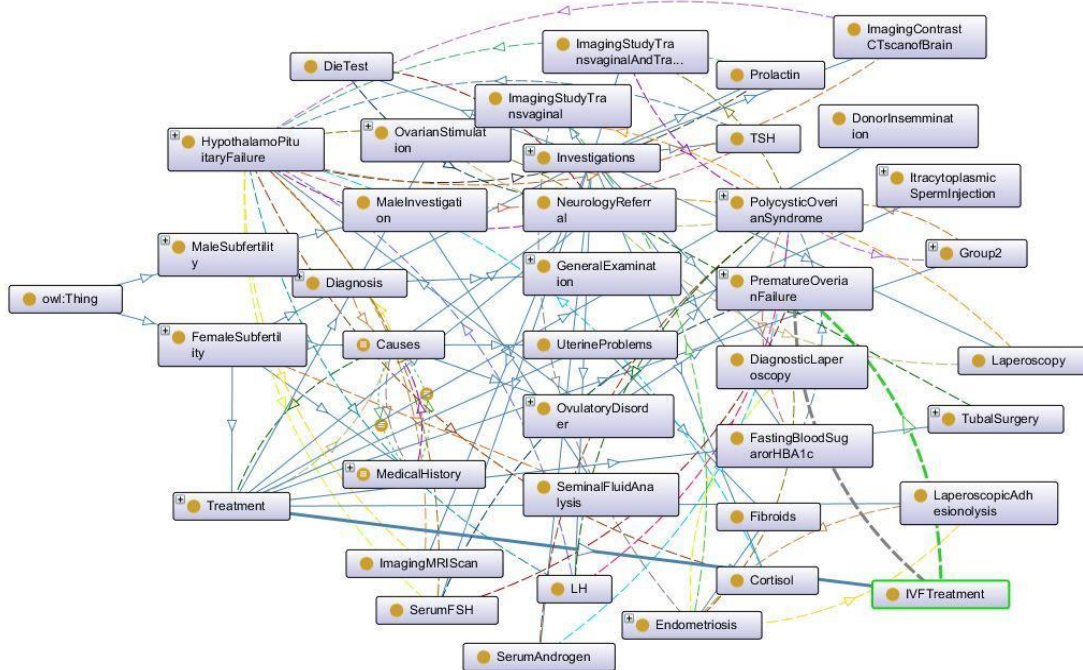 ImagingContrast
CTscanofBrain
ImagingStudyTra
nsvaginalAndTra...
DieTest
Prolactin
ImagingStudyTra
nsvaginal
DonorInsemminat
ion
OvarianStimulat
ion
TSH
HypothalamoPitu
itaryFailure
Investigations
Itracytoplasmic
SpermInjection
MaleInvestigati
on
NeurologyReferr
al
PolycysticOveri
anSyndrome
MaleSubfertilit
y
Group2
GeneralExaminat
ion
Diagnosis
PrematureOveria
nFailure
owl:Thing
FemaleSubfertil
ity
Causes
UterineProblems
DiagnosticLaper
oscopy
Laperoscopy
OvulatoryDisord
er
TubalSurgery
FastingBloodSug
arorHBA1c
MedicalHistory
SeminalFluidAna
lysis
LaperoscopicAdh
esionolysis
Treatment
Fibroids
ImagingMRIScan
Cortisol
LH
IVFTreatment
SerumFSH
Endometriosis
SerumAndrogen